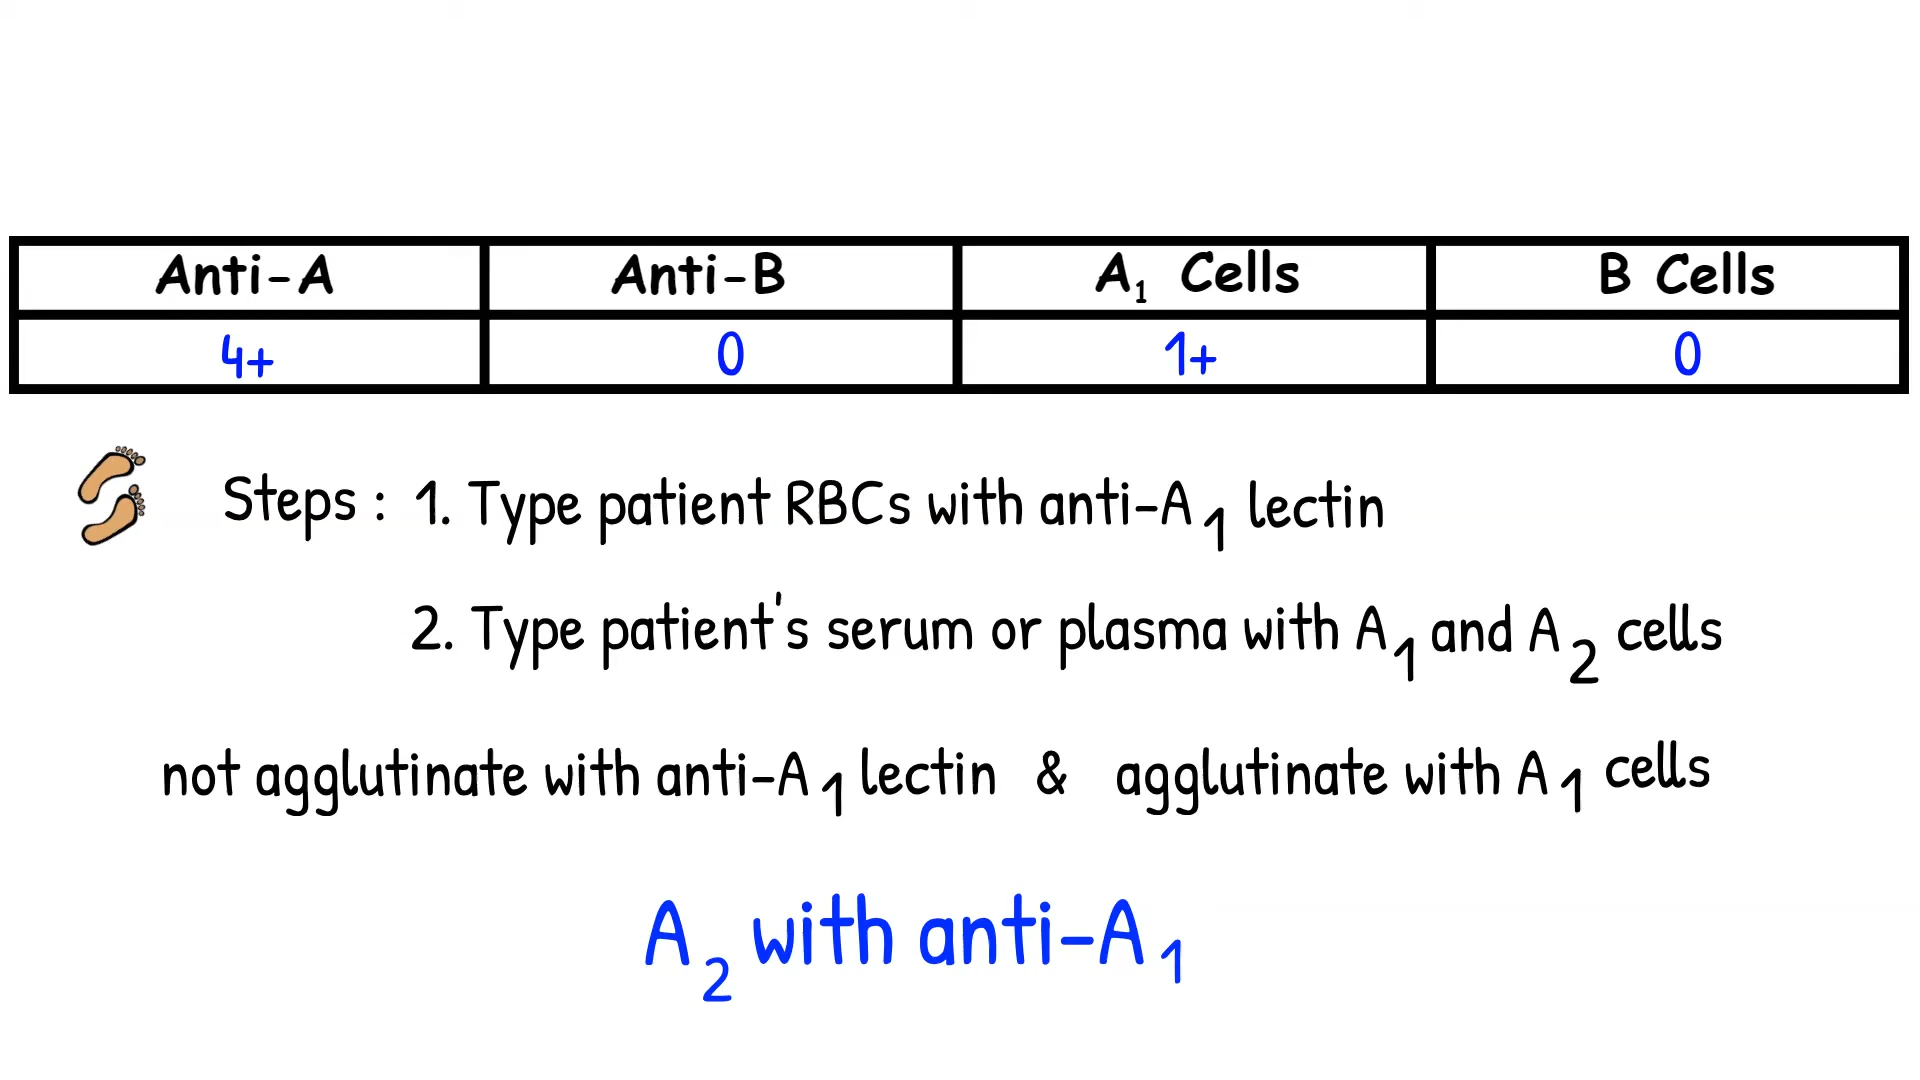 Anti-A Anti-B A₁ Cells B Cells
4+ 0 1+ 0
Steps : 1. Type patient RBCs with anti-A₁ lectin
2. Type patient's serum or plasma with A₁ and A₂ cells
not agglutinate with anti-A₁ lectin & agglutinate with A₁ cells
A₂ with anti-A₁